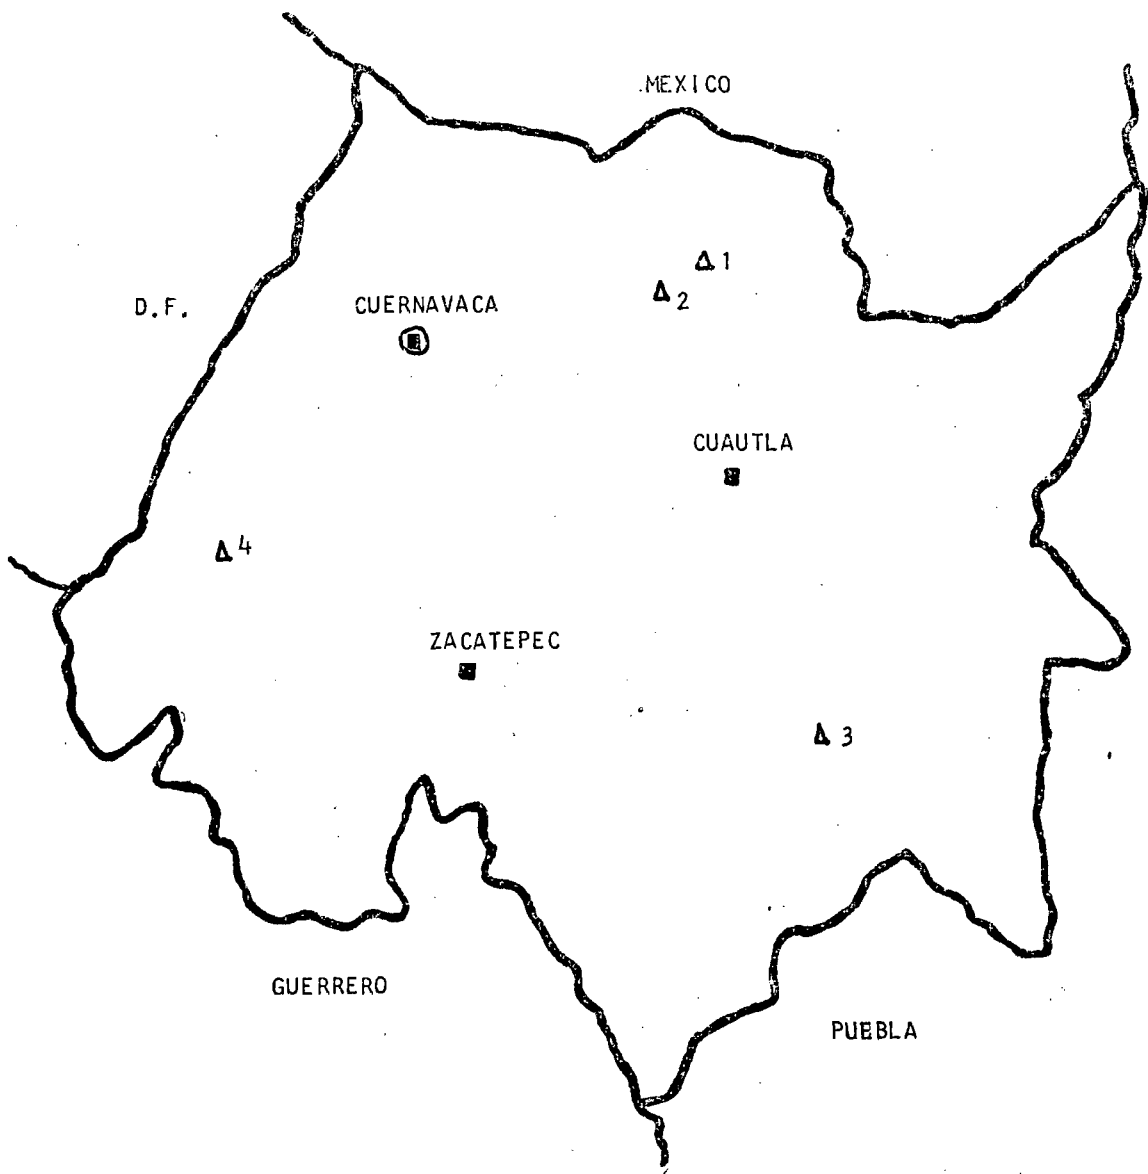 .MEXICO
Δ 1
Δ 2
D.F.
CUERNAVACA
CUAUTLA
Δ 4
ZACATEPEC
Δ 3
GUERRERO
PUEBLA